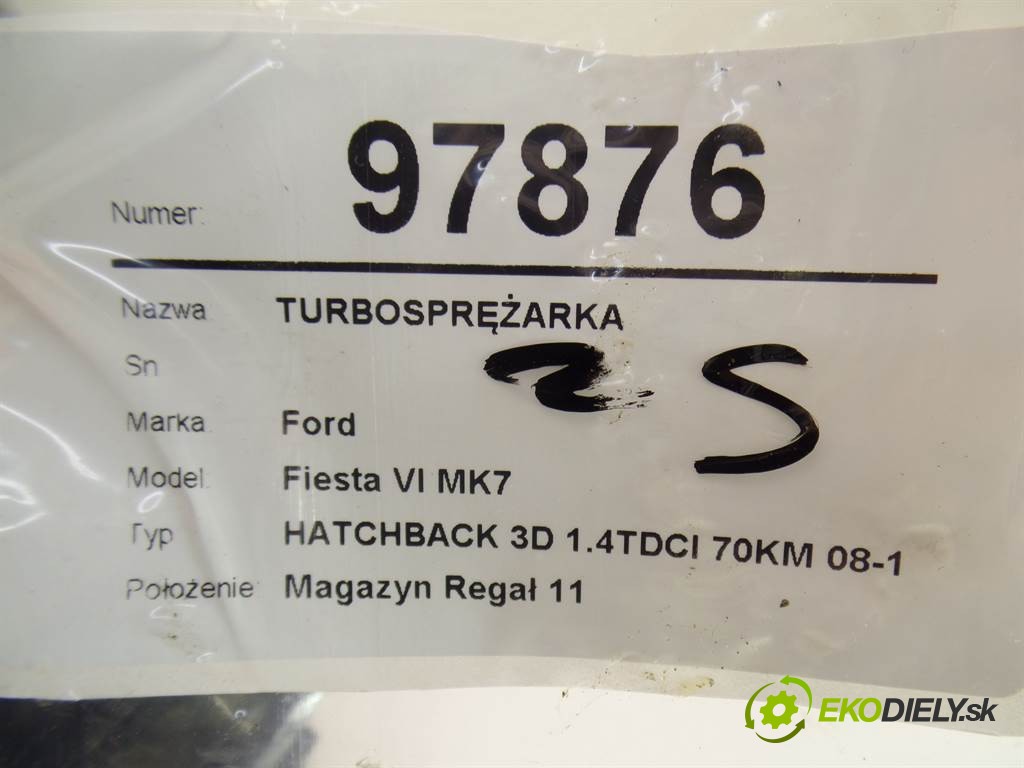 Numer: 97876
Nazwa TURBOSPRĘŻARKA
Sn
S
Marka Ford
Model Fiesta VI MK7
Typ HATCHBACK 3D 1.4TDCI 70KM 08-1
Położenie: Magazyn Regał 11
EKODIELY.sk